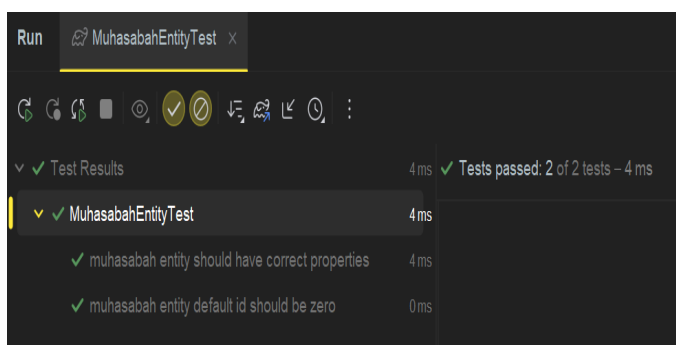 Run MuhasabahEntityTest
Test Results 4 ms Tests passed: 2 of 2 tests – 4 ms
MuhasabahEntityTest 4 ms
muhasabah entity should have correct properties 4 ms
muhasabah entity default id should be zero 0 ms